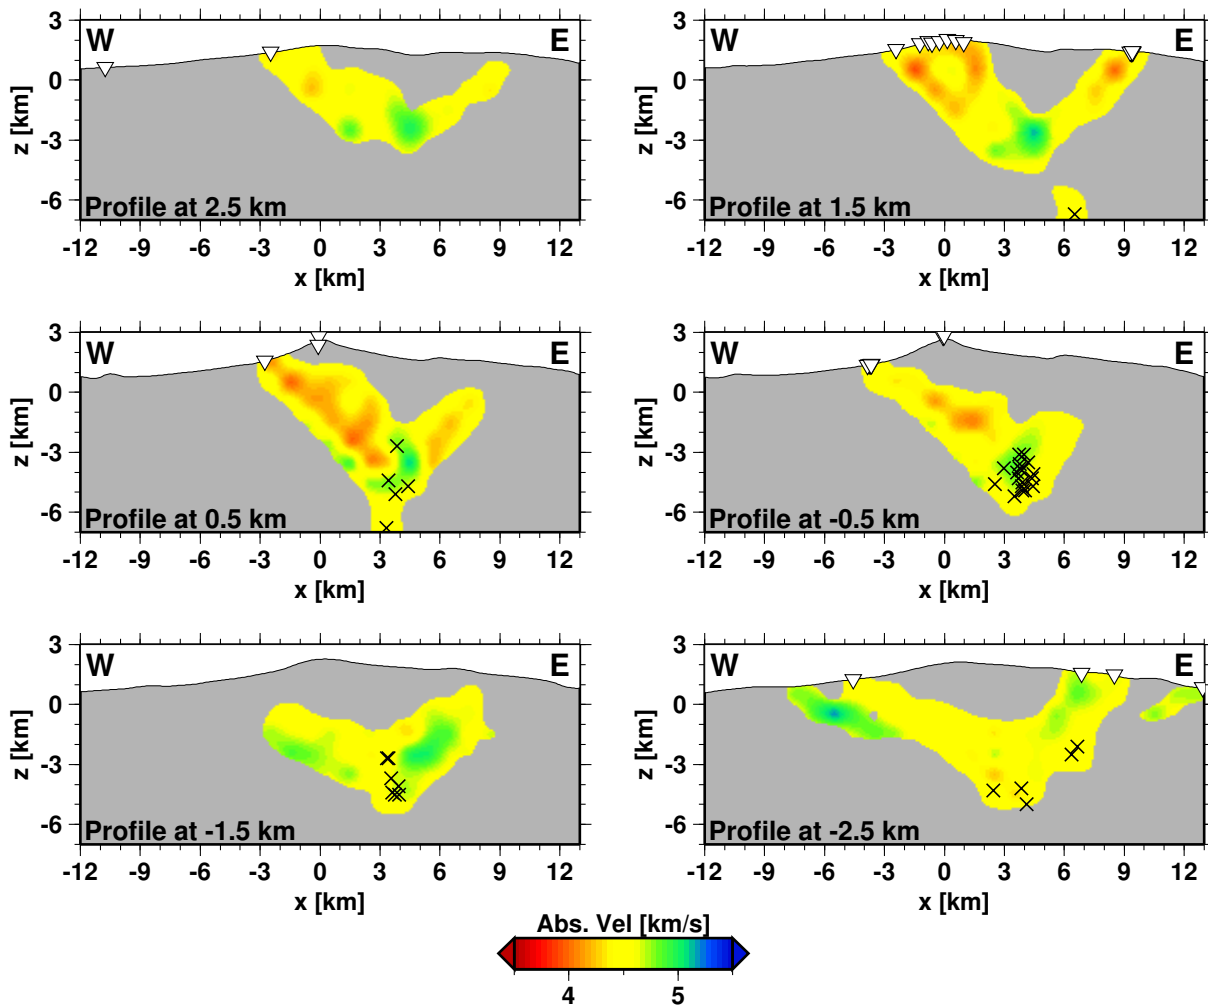 W E W E
3 3
0 0
-3 -3
-6 -6
z [km] z [km]
Profile at 2.5 km Profile at 1.5 km
-12 -9 -6 -3 0 3 6 9 12 -12 -9 -6 -3 0 3 6 9 12
x [km] x [km]
W E W E
3 3
0 0
-3 -3
-6 -6
z [km] z [km]
Profile at 0.5 km Profile at -0.5 km
-12 -9 -6 -3 0 3 6 9 12 -12 -9 -6 -3 0 3 6 9 12
x [km] x [km]
W E W E
3 3
0 0
-3 -3
-6 -6
z [km] z [km]
Profile at -1.5 km Profile at -2.5 km
-12 -9 -6 -3 0 3 6 9 12 -12 -9 -6 -3 0 3 6 9 12
x [km] x [km]
Abs. Vel [km/s]
4 5